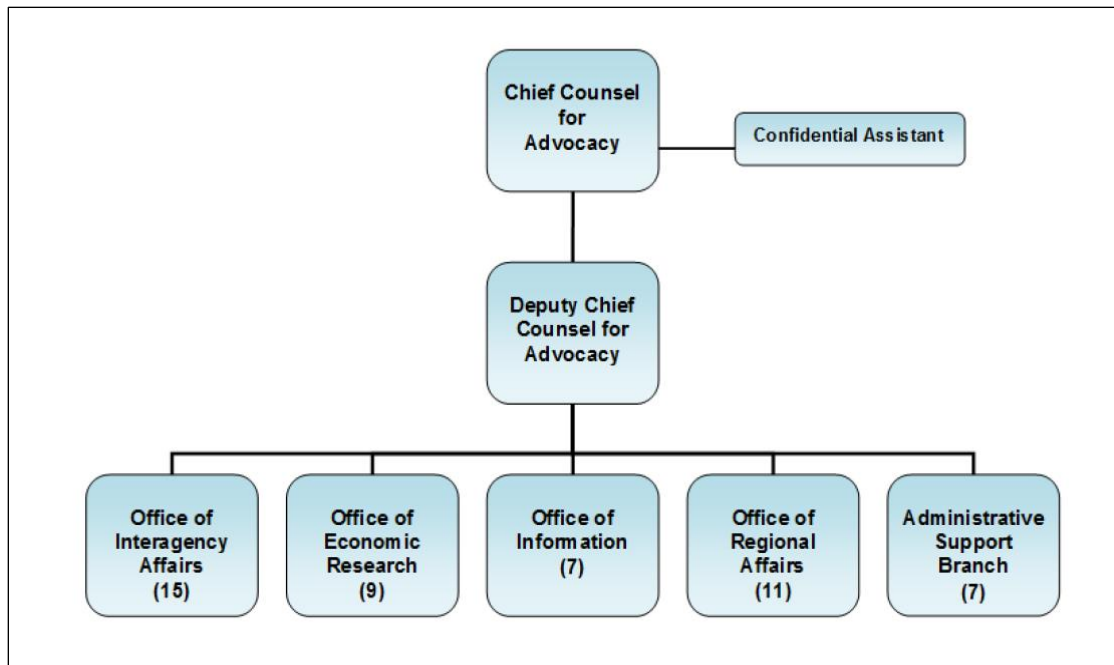 Chief Counsel
for
Advocacy
Confidential Assistant
Deputy Chief
Counsel for
Advocacy
Office of
Interagency
Affairs
(15)
Office of
Economic
Research
(9)
Office of
Information
(7)
Office of
Regional
Affairs
(11)
Administrative
Support
Branch
(7)